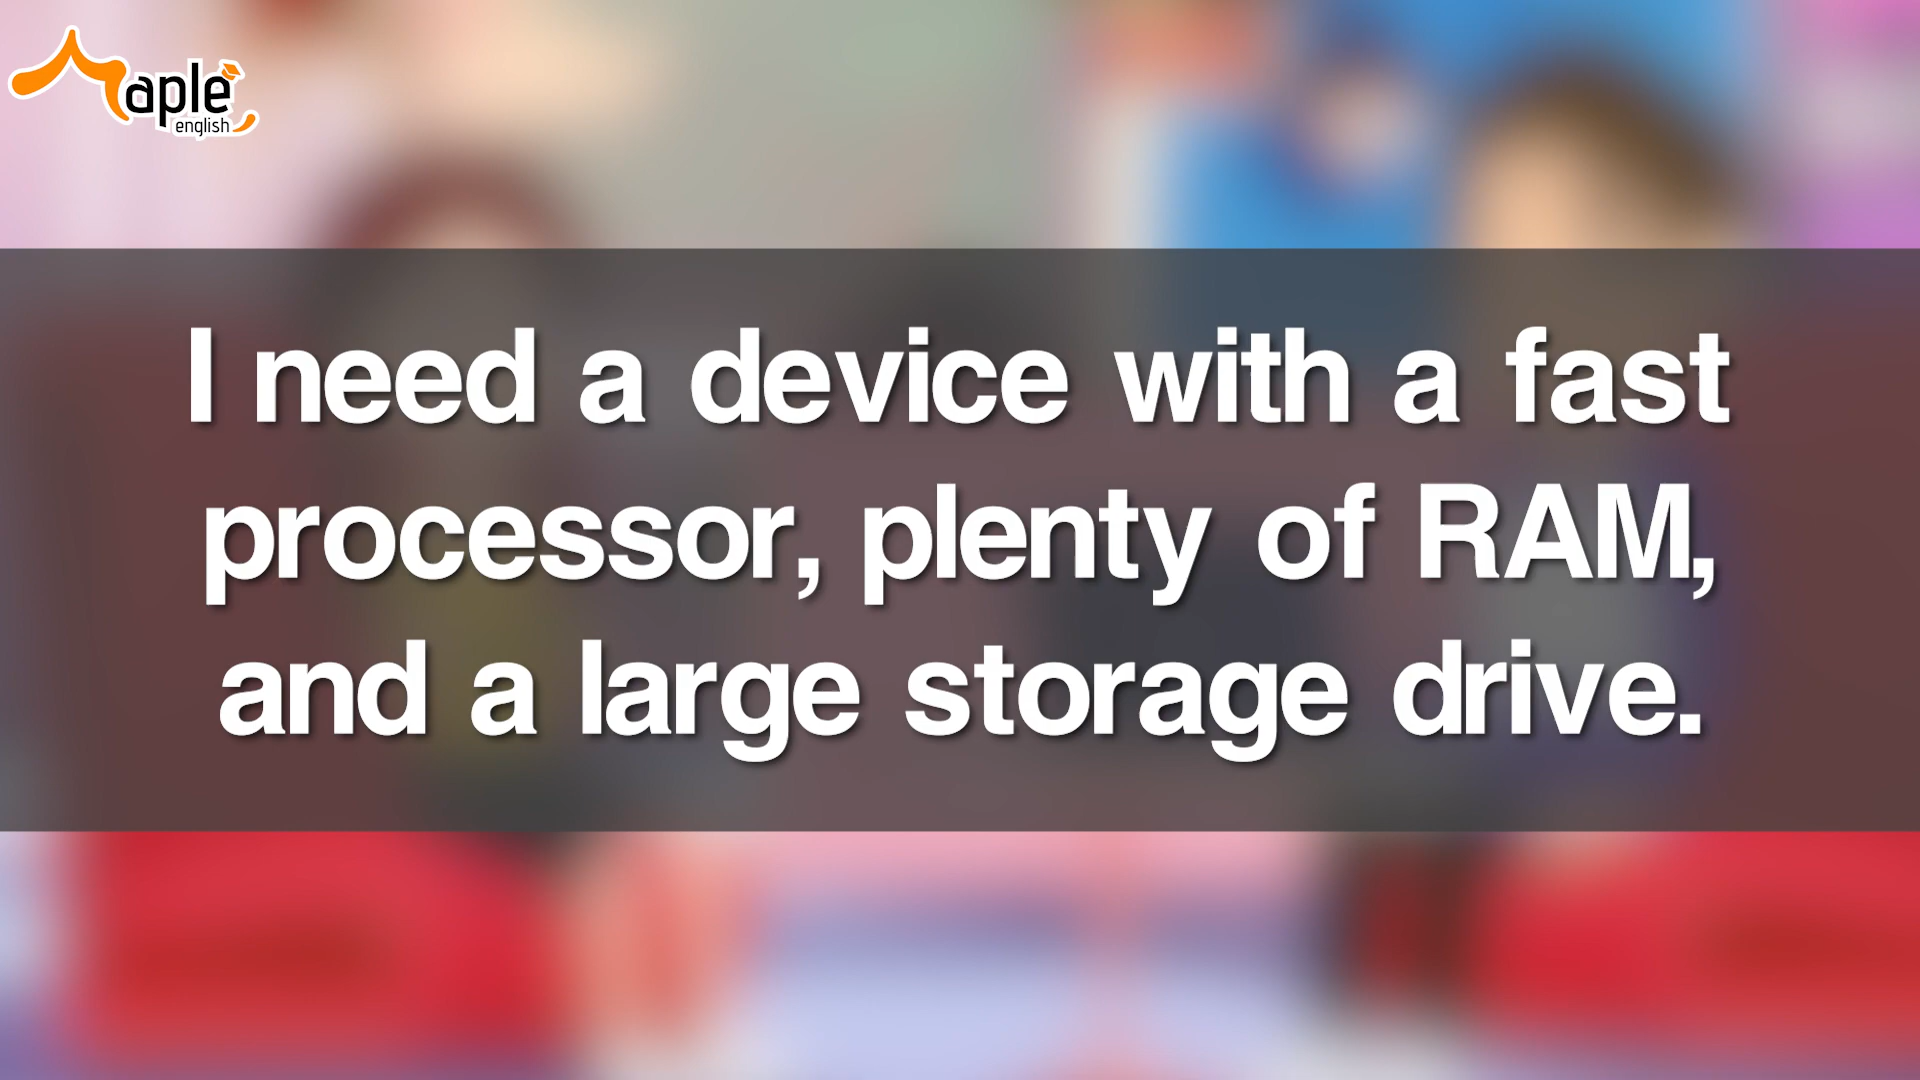 Maple
english
I need a device with a fast
processor, plenty of RAM,
and a large storage drive.